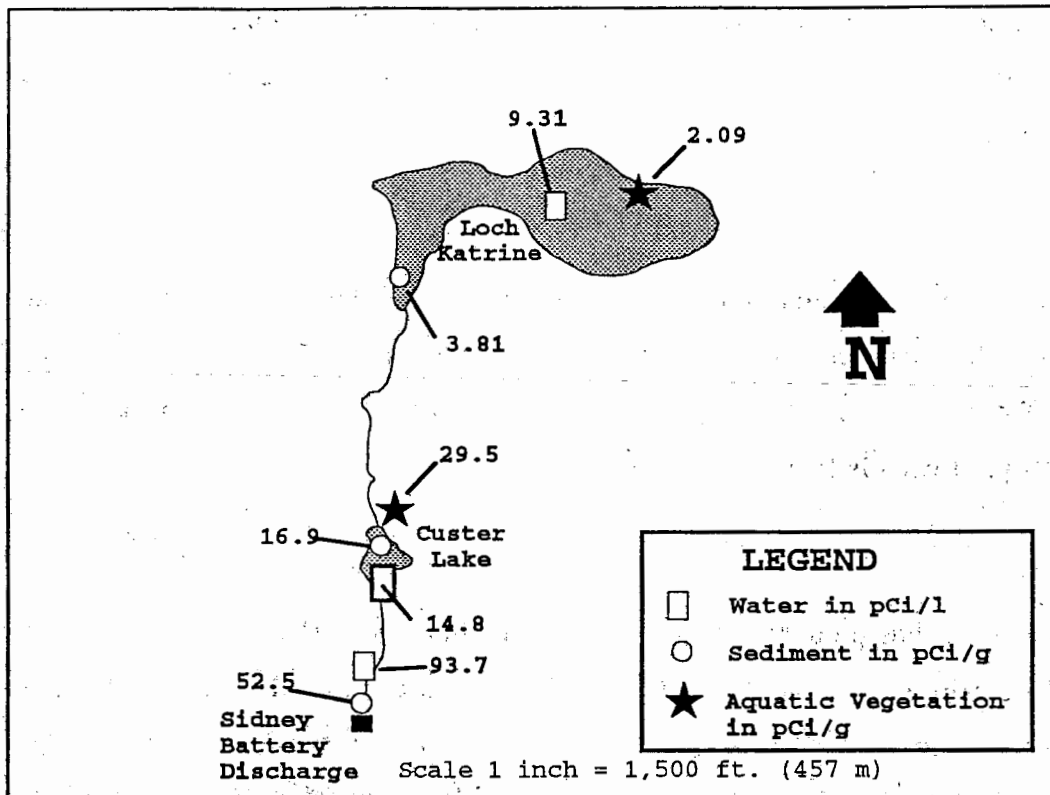 9.31
2.09
Loch
Katrine
3.81
N
29.5
16.9
Custer
Lake
14.8
93.7
52.5
Sidney
Battery
Discharge
LEGEND
Water in pCi/l
Sediment in pCi/g
Aquatic Vegetation
in pCi/g
Scale 1 inch = 1,500 ft. (457 m)